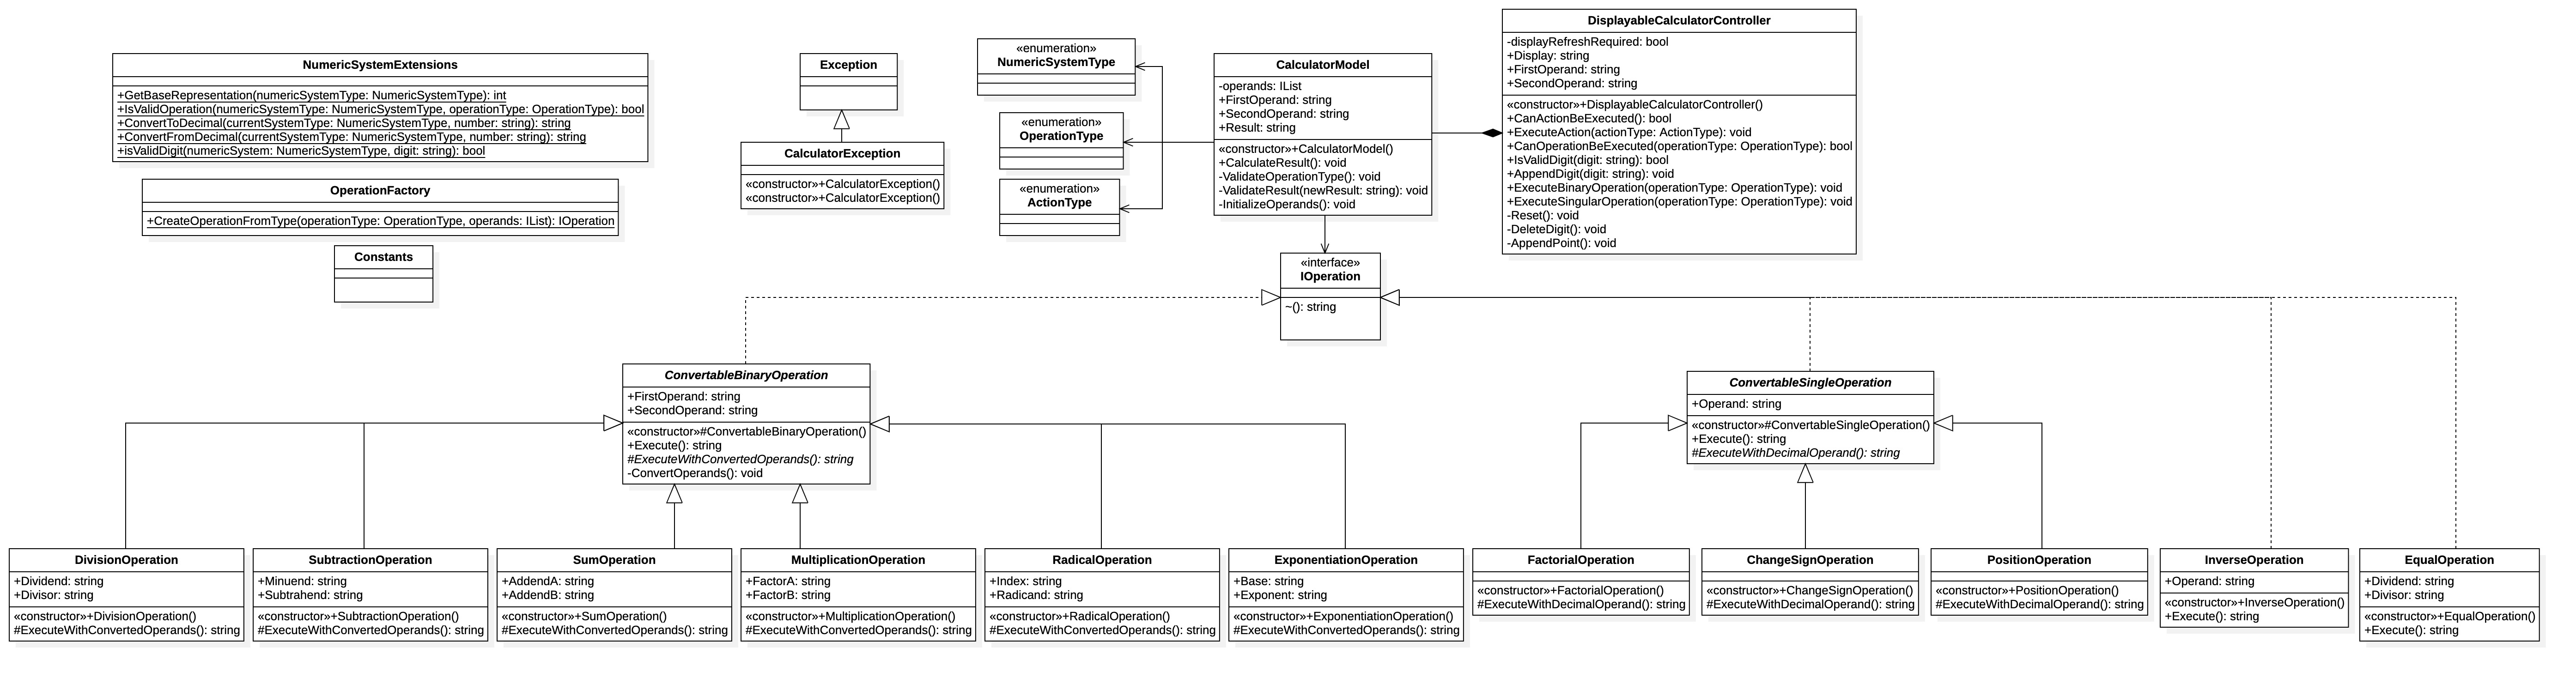 NumericSystemExtensions
+GetBaseRepresentation(numericSystemType: NumericSystemType): int
+IsValidOperation(numericSystemType: NumericSystemType, operationType: OperationType): bool
+ConvertToDecimal(currentSystemType: NumericSystemType, number: string): string
+ConvertFromDecimal(currentSystemType: NumericSystemType, number: string): string
+isValidDigit(numericSystem: NumericSystemType, digit: string): bool
OperationFactory
+CreateOperationFromType(operationType: OperationType, operands: IList): IOperation
Constants
Exception
CalculatorException
«constructor»+CalculatorException()
«constructor»+CalculatorException()
«enumeration»
NumericSystemType
«enumeration»
OperationType
«enumeration»
ActionType
CalculatorModel
-operands: IList
+FirstOperand: string
+SecondOperand: string
+Result: string
«constructor»+CalculatorModel()
+CalculateResult(): void
-ValidateOperationType(): void
-ValidateResult(newResult: string): void
-InitializeOperands(): void
DisplayableCalculatorController
-displayRefreshRequired: bool
+Display: string
+FirstOperand: string
+SecondOperand: string
«constructor»+DisplayableCalculatorController()
+CanActionBeExecuted(): bool
+ExecuteAction(actionType: ActionType): void
+CanOperationBeExecuted(operationType: OperationType): bool
+IsValidDigit(digit: string): bool
+AppendDigit(digit: string): void
+ExecuteBinaryOperation(operationType: OperationType): void
+ExecuteSingularOperation(operationType: OperationType): void
-Reset(): void
-DeleteDigit(): void
-AppendPoint(): void
«interface»
IOperation
~(): string
ConvertableBinaryOperation
+FirstOperand: string
+SecondOperand: string
«constructor»#ConvertableBinaryOperation()
+Execute(): string
#ExecuteWithConvertedOperands(): string
-ConvertOperands(): void
ConvertableSingleOperation
+Operand: string
«constructor»#ConvertableSingleOperation()
+Execute(): string
#ExecuteWithDecimalOperand(): string
DivisionOperation
+Dividend: string
+Divisor: string
«constructor»+DivisionOperation()
#ExecuteWithConvertedOperands(): string
SubtractionOperation
+Minuend: string
+Subtrahend: string
«constructor»+SubtractionOperation()
#ExecuteWithConvertedOperands(): string
SumOperation
+AddendA: string
+AddendB: string
«constructor»+SumOperation()
#ExecuteWithConvertedOperands(): string
MultiplicationOperation
+FactorA: string
+FactorB: string
«constructor»+MultiplicationOperation()
#ExecuteWithConvertedOperands(): string
RadicalOperation
+Index: string
+Radicand: string
«constructor»+RadicalOperation()
#ExecuteWithConvertedOperands(): string
ExponentiationOperation
+Base: string
+Exponent: string
«constructor»+ExponentiationOperation()
#ExecuteWithConvertedOperands(): string
FactorialOperation
«constructor»+FactorialOperation()
#ExecuteWithDecimalOperand(): string
ChangeSignOperation
«constructor»+ChangeSignOperation()
#ExecuteWithDecimalOperand(): string
PositionOperation
«constructor»+PositionOperation()
#ExecuteWithDecimalOperand(): string
InverseOperation
+Operand: string
«constructor»+InverseOperation()
+Execute(): string
EqualOperation
+Dividend: string
+Divisor: string
«constructor»+EqualOperation()
+Execute(): string